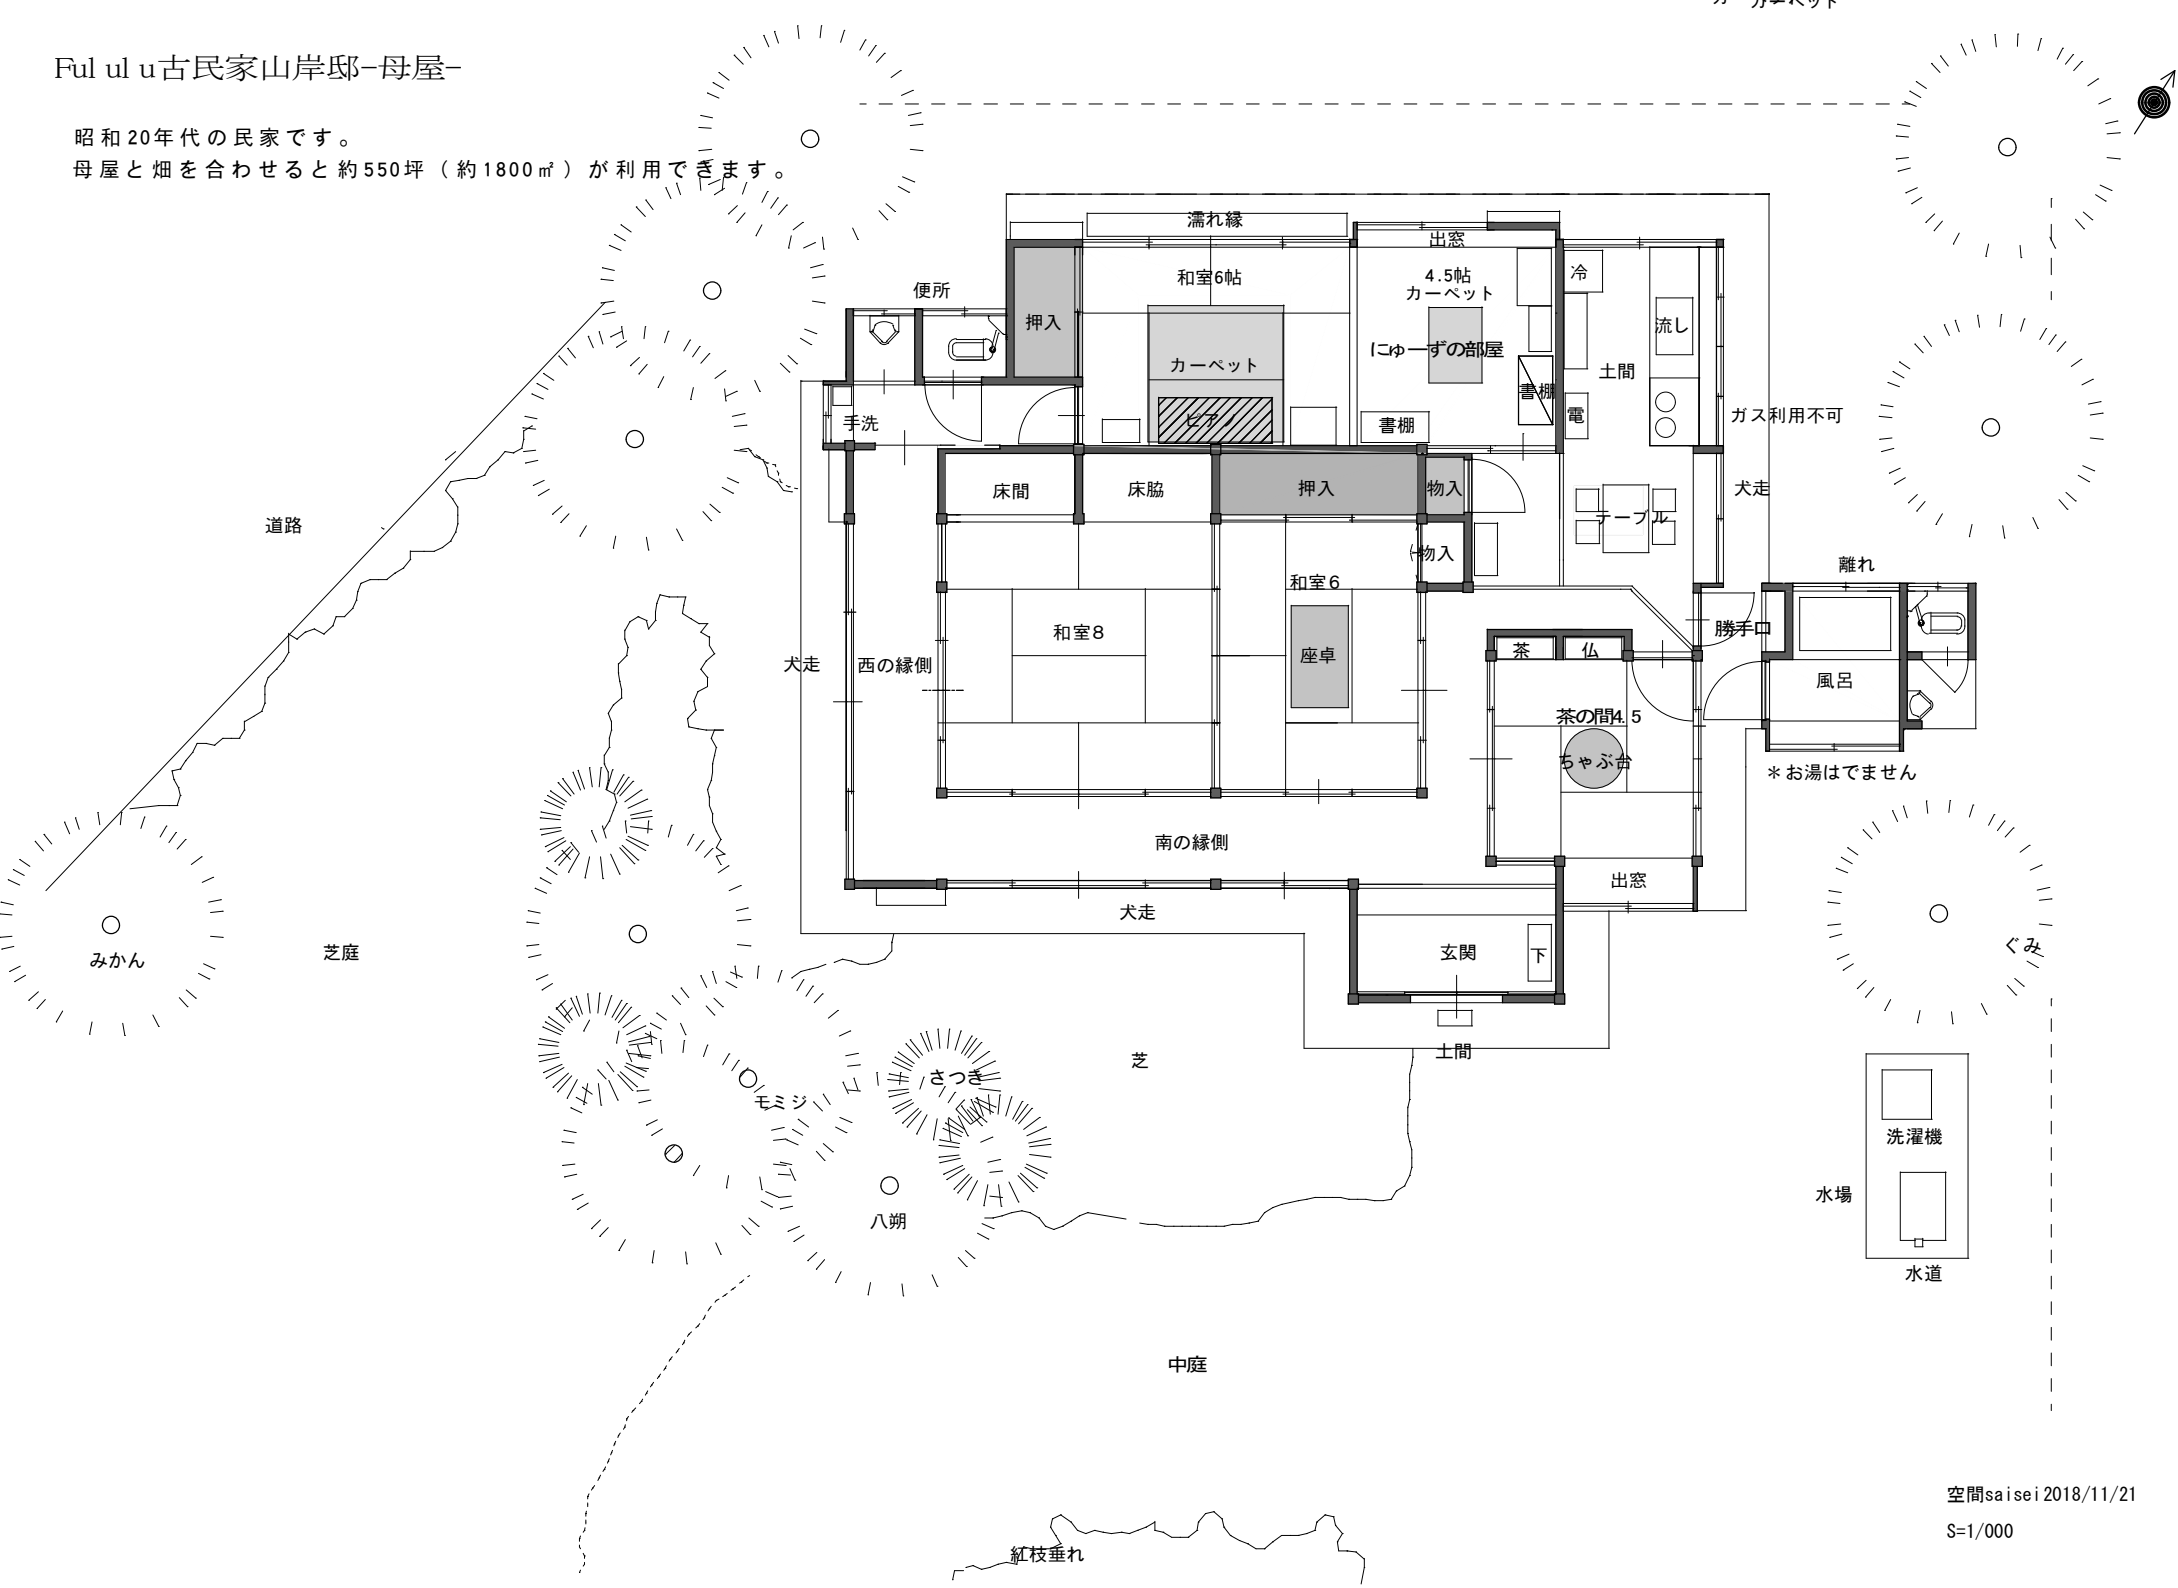 Fululu古民家山岸邸-母屋-
昭和20年代の民家です。
母屋と畑を合わせると約550坪（約1800㎡）が利用できます。
濡れ縁
出窓
和室6帖
4.5帖
カーペット
冷
便所
押入
流し
にゅーずの部屋
カーペット
土間
書棚
ピアノ
手洗
書棚
電
ガス利用不可
床間
床脇
押入
物入
犬走
テーブル
道路
物入
離れ
和室6
和室8
勝手口
座卓
茶
仏
犬走
西の縁側
風呂
茶の間4.5
ちゃぶ台
＊お湯はでません
南の縁側
出窓
犬走
みかん
芝庭
玄関
下
ぐみ
土間
芝
さつき
モミジ
洗濯機
水場
八朔
水道
中庭
紅枝垂れ
空間saisei2018/11/21
S=1/000